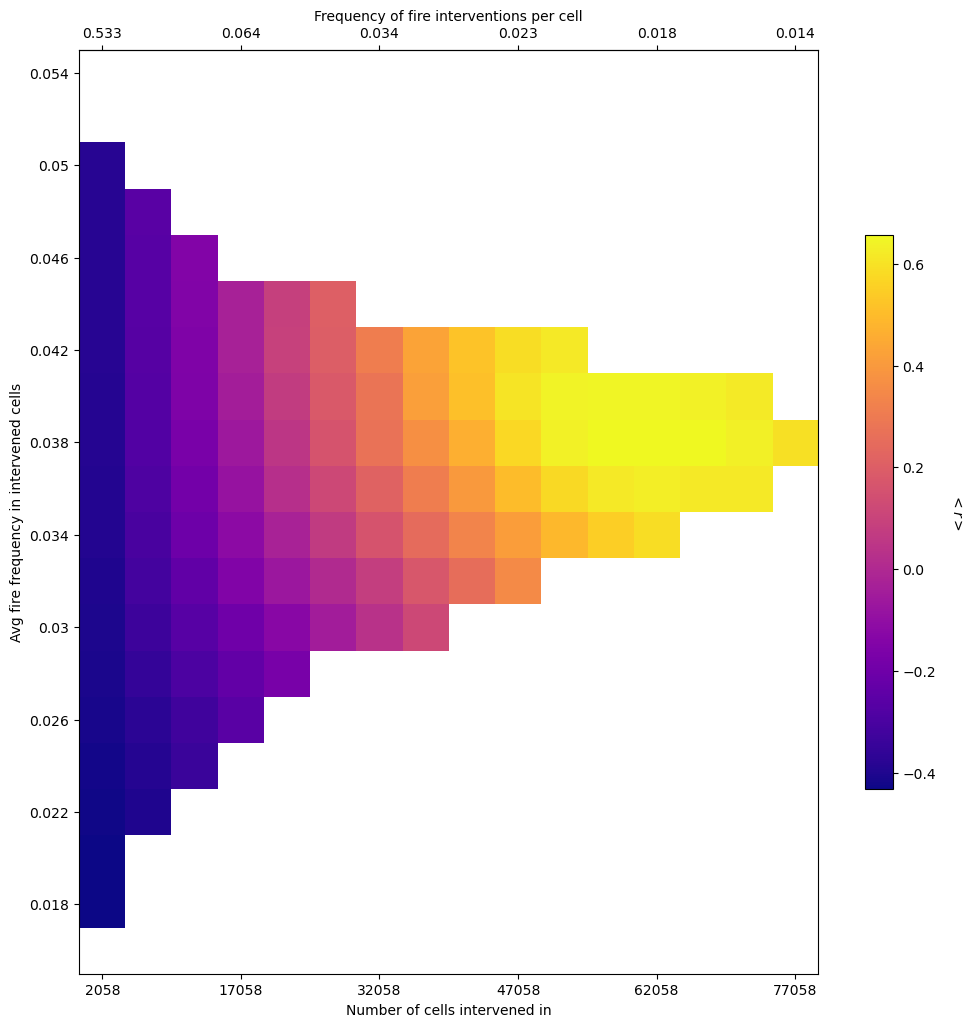 Frequency of fire interventions per cell
0.533 0.064 0.034 0.023 0.018 0.014
0.054
0.05
0.046
0.042
0.038
0.034
0.03
0.026
0.022
0.018
Avg fire frequency in intervened cells
2058 17058 32058 47058 62058 77058
Number of cells intervened in
0.6
0.4
0.2
0.0
−0.2
−0.4
< r >